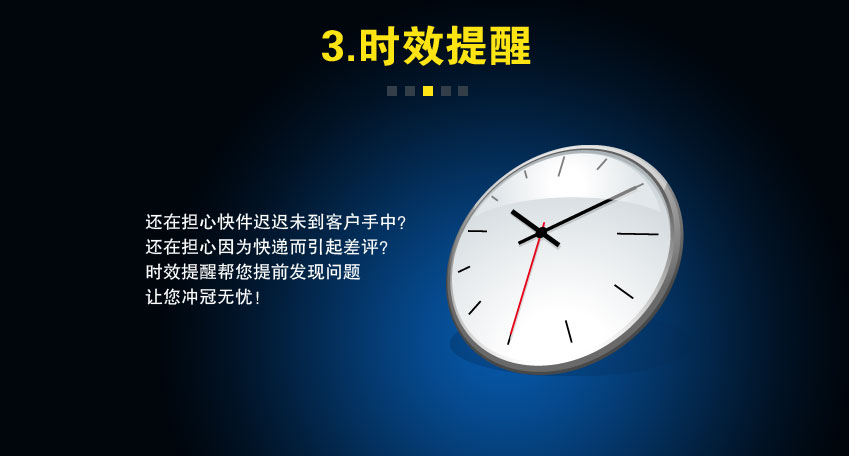 3.时效提醒
还在担心快件迟迟未到客户手中?
还在担心因为快递而引起差评?
时效提醒帮您提前发现问题
让您冲冠无忧!